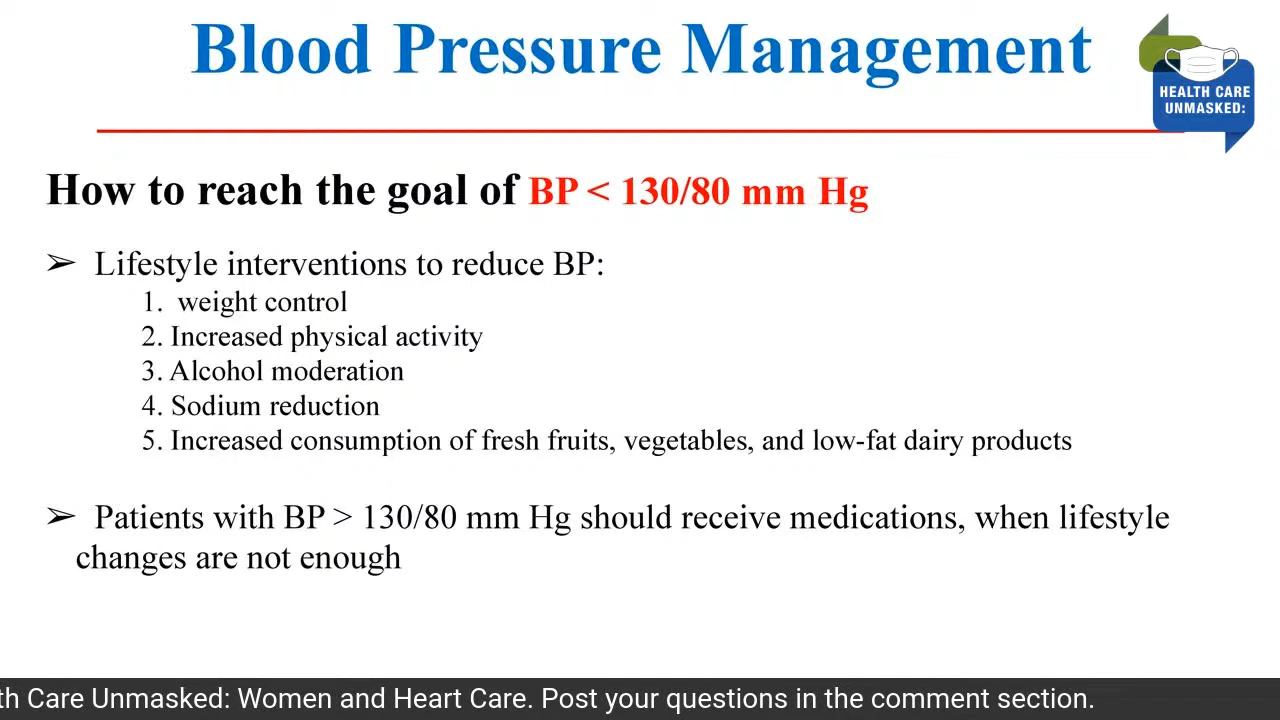 Blood Pressure Management
HEALTH CARE
UNMASKED:
How to reach the goal of BP < 130/80 mm Hg
➢ Lifestyle interventions to reduce BP:
1. weight control
2. Increased physical activity
3. Alcohol moderation
4. Sodium reduction
5. Increased consumption of fresh fruits, vegetables, and low-fat dairy products
➢ Patients with BP > 130/80 mm Hg should receive medications, when lifestyle
changes are not enough
th Care Unmasked: Women and Heart Care. Post your questions in the comment section.